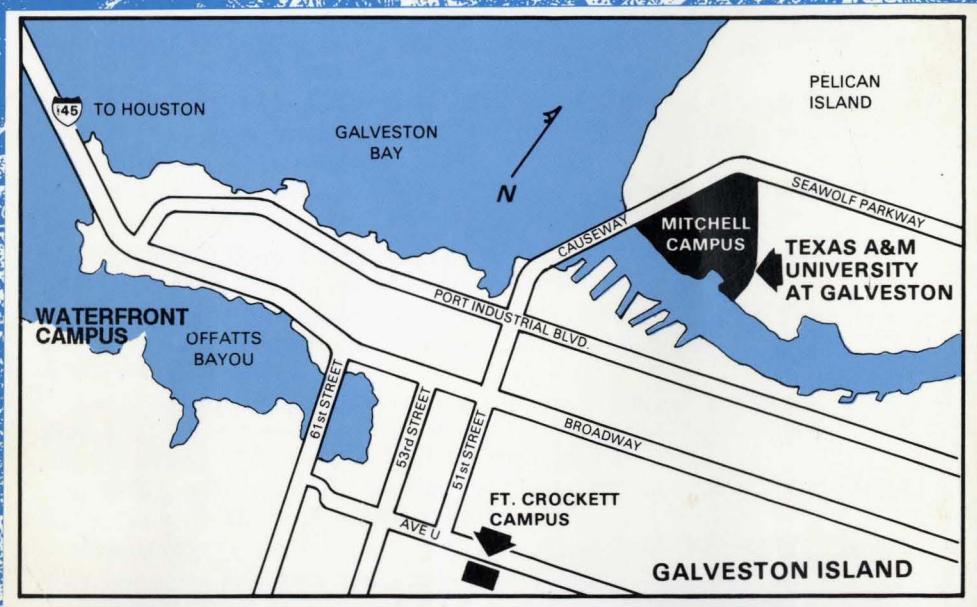 45 TO HOUSTON
GALVESTON
BAY
PELICAN
ISLAND
N
CAUSEWAY
SEAWOLF PARKWAY
MITCHELL
CAMPUS
TEXAS A&M
UNIVERSITY
AT GALVESTON
PORT INDUSTRIAL BLVD.
WATERFRONT
CAMPUS
OFFATTS
BAYOU
61st STREET
53rd STREET
51st STREET
BROADWAY
AVE U
FT. CROCKETT
CAMPUS
GALVESTON ISLAND